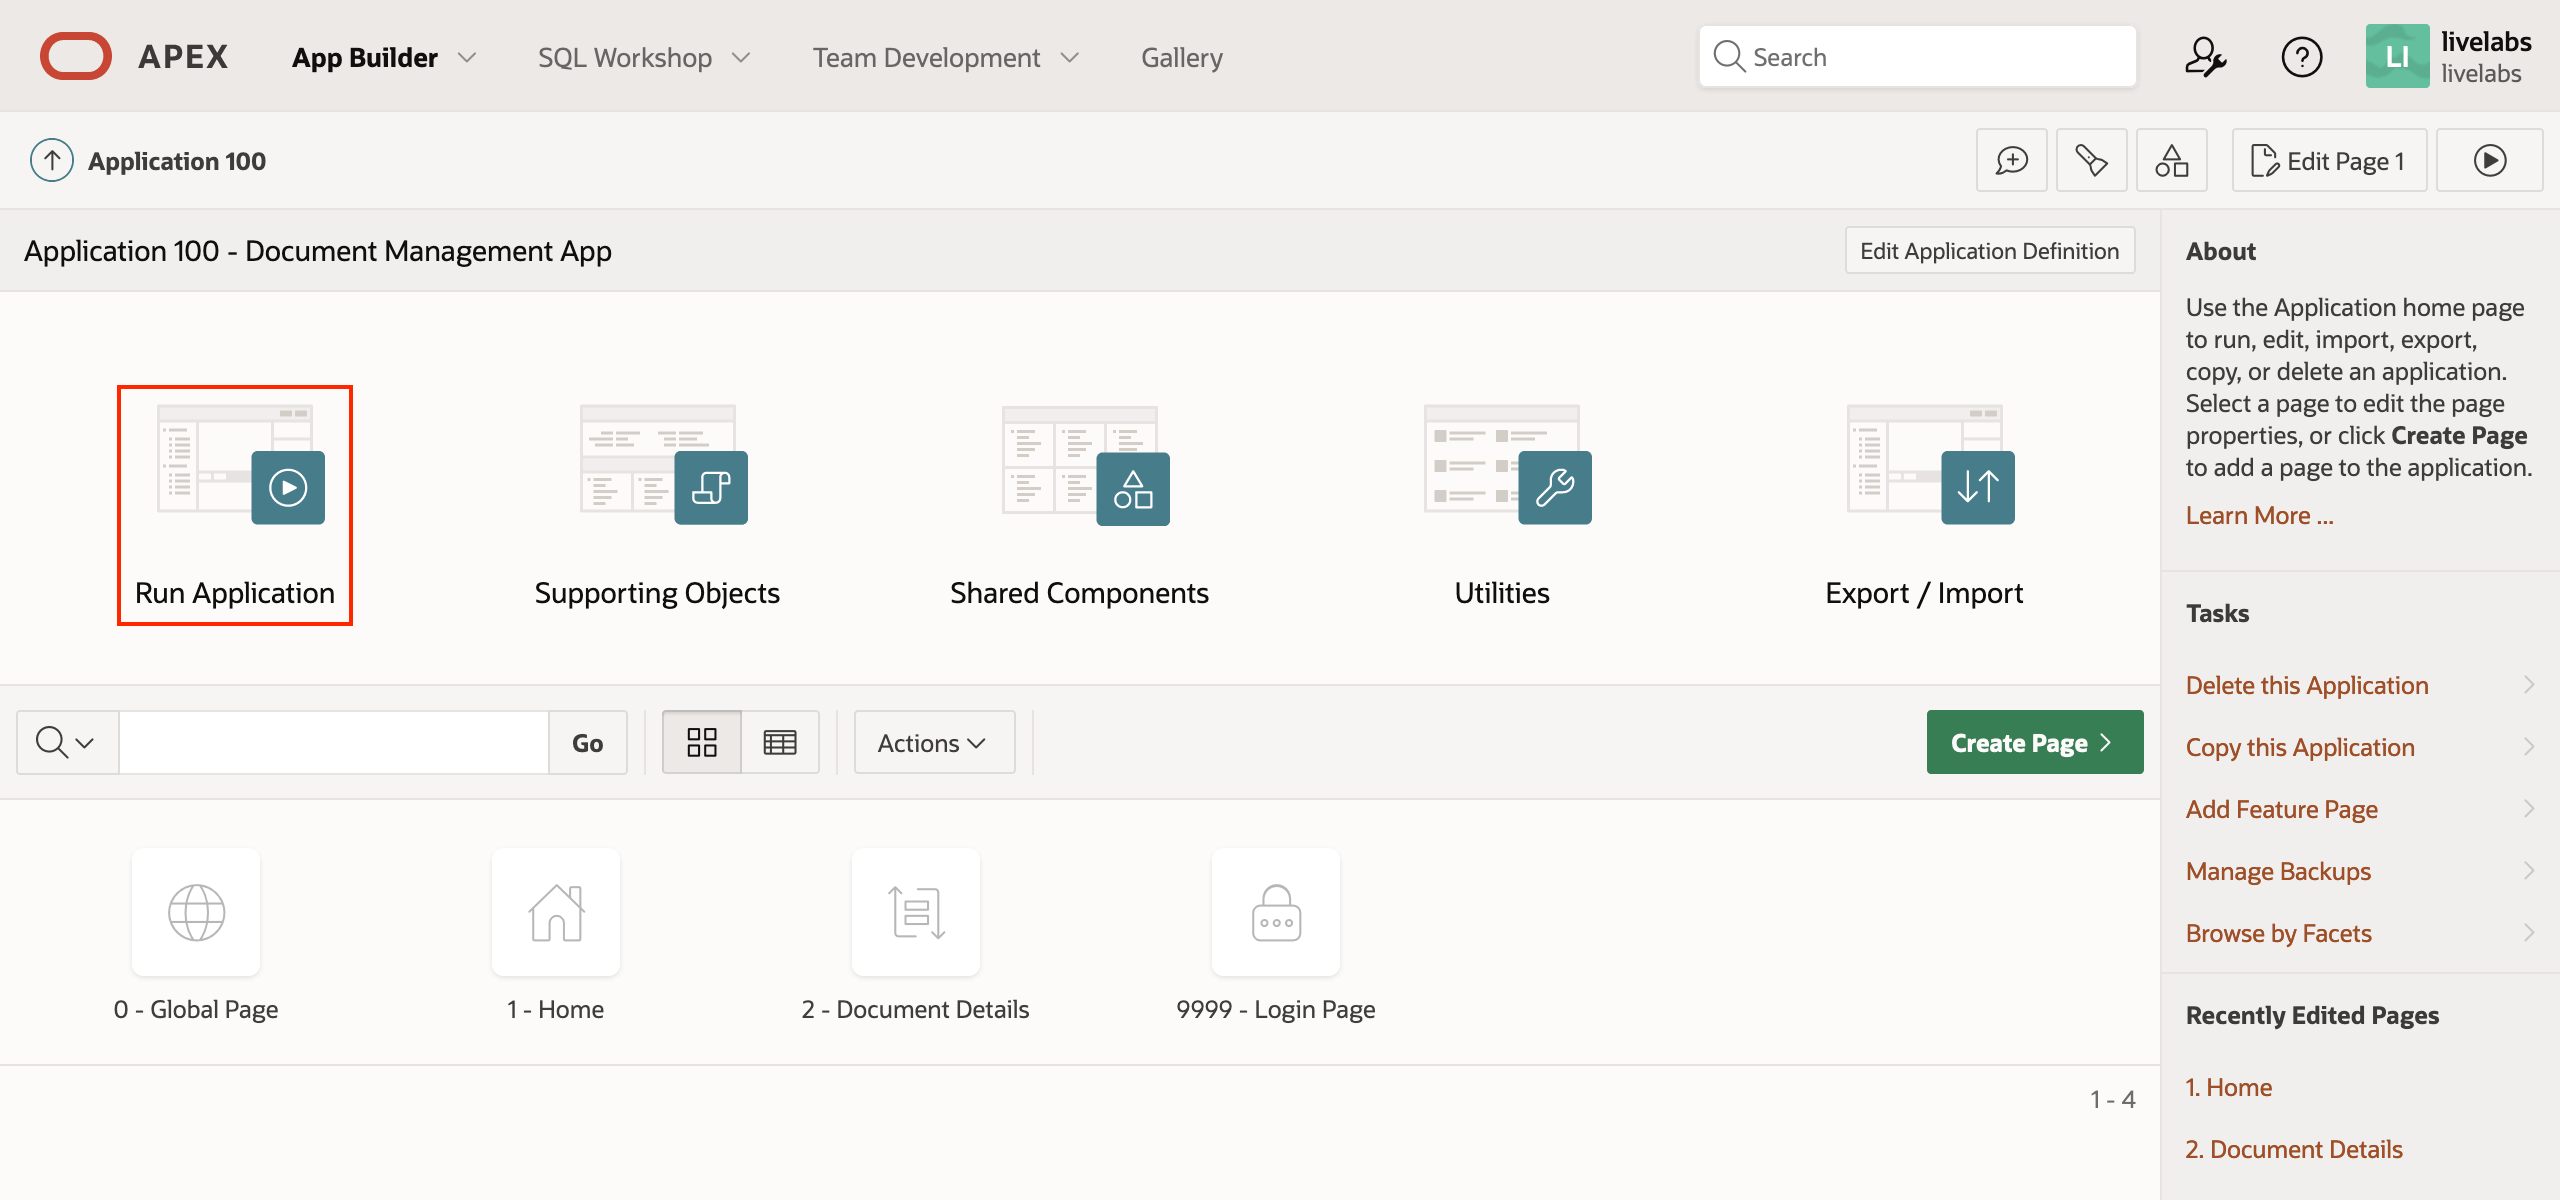 APEX
App Builder
SQL Workshop
Team Development
Gallery
Search
LI
livelabs
livelabs
Application 100
Edit Page 1
Application 100 - Document Management App
Edit Application Definition
Run Application
Supporting Objects
Shared Components
Utilities
Export / Import
Go
Actions
Create Page
0 - Global Page
1 - Home
2 - Document Details
9999 - Login Page
1 - 4
About
Use the Application home page
to run, edit, import, export,
copy, or delete an application.
Select a page to edit the page
properties, or click Create Page
to add a page to the application.
Learn More ...
Tasks
Delete this Application
Copy this Application
Add Feature Page
Manage Backups
Browse by Facets
Recently Edited Pages
1. Home
2. Document Details